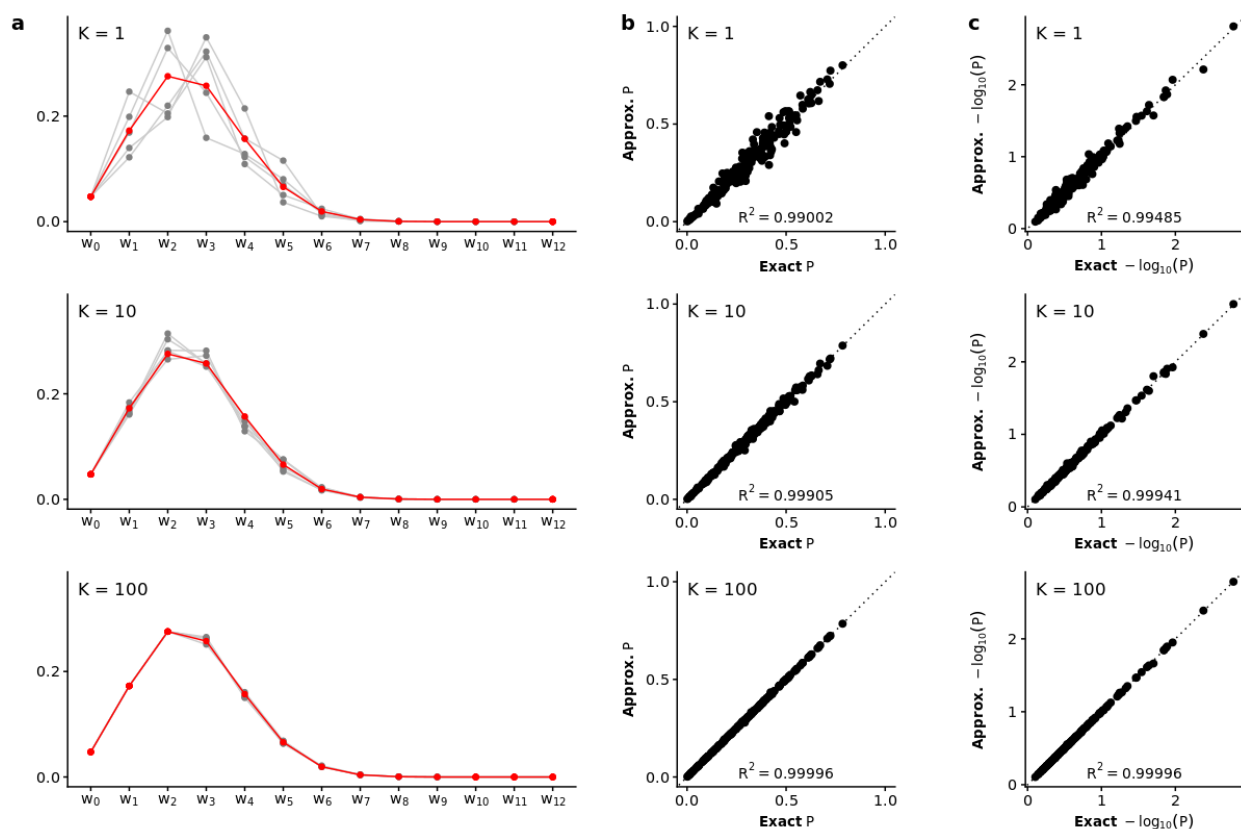 a
K = 1
0.2
0.0
w0 w1 w2 w3 w4 w5 w6 w7 w8 w9 w10 w11 w12
K = 10
0.2
0.0
w0 w1 w2 w3 w4 w5 w6 w7 w8 w9 w10 w11 w12
K = 100
0.2
0.0
w0 w1 w2 w3 w4 w5 w6 w7 w8 w9 w10 w11 w12
b
K = 1
1.0
0.5
0.0
Approx. P
R² = 0.99002
0.0 0.5 1.0
Exact P
K = 10
1.0
0.5
0.0
Approx. P
R² = 0.99905
0.0 0.5 1.0
Exact P
K = 100
1.0
0.5
0.0
Approx. P
R² = 0.99996
0.0 0.5 1.0
Exact P
c
K = 1
2
1
0
Approx. −log10(P)
R² = 0.99485
0 1 2
Exact −log10(P)
K = 10
2
1
0
Approx. −log10(P)
R² = 0.99941
0 1 2
Exact −log10(P)
K = 100
2
1
0
Approx. −log10(P)
R² = 0.99996
0 1 2
Exact −log10(P)